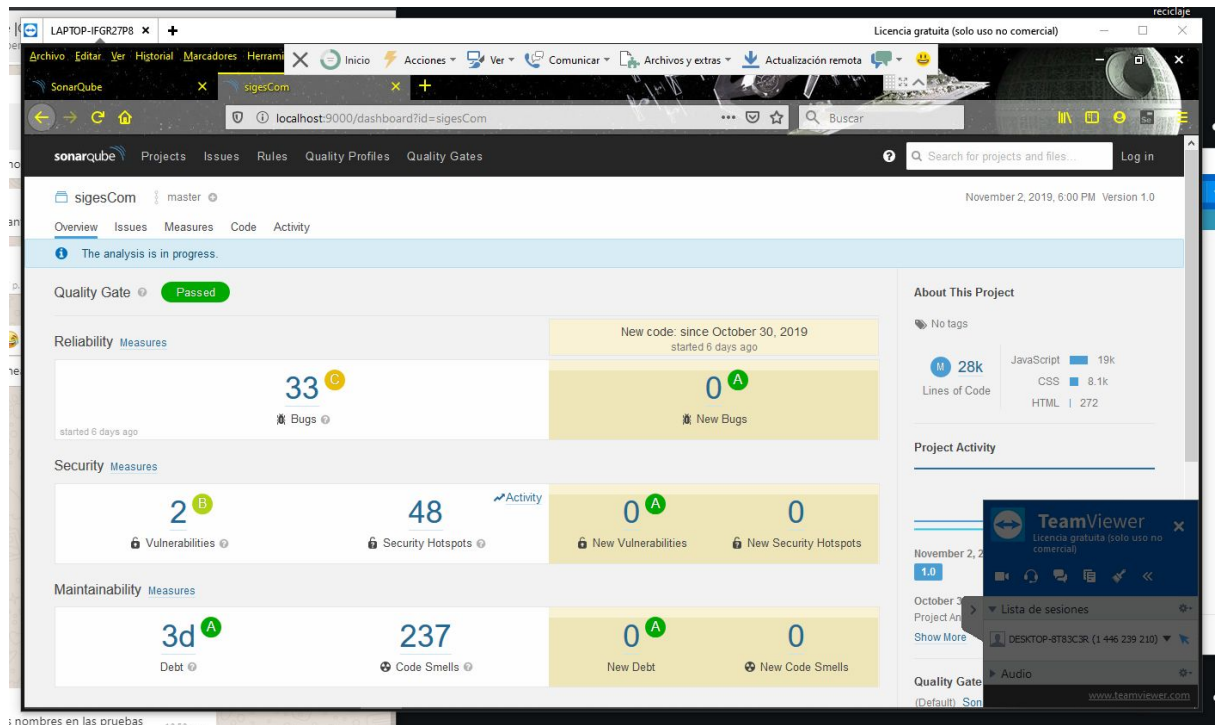 reciclaje
LAPTOP-IFGR27P8
Licencia gratuita (solo uso no comercial)
Archivo Editar Ver Historial Marcadores Herrami
Inicio Acciones Ver Comunicar Archivos y extras Actualización remota
SonarQube sigesCom
localhost:9000/dashboard?id=sigesCom Buscar
sonarqube Projects Issues Rules Quality Profiles Quality Gates Search for projects and files... Log in
sigesCom master November 2, 2019, 6:00 PM Version 1.0
Overview Issues Measures Code Activity
The analysis is in progress.
Quality Gate Passed
Reliability Measures
New code: since October 30, 2019
started 6 days ago
33 C
Bugs
started 6 days ago
0 A
New Bugs
Security Measures
2 B
Vulnerabilities
48
Security Hotspots
Activity
0 A
New Vulnerabilities
0
New Security Hotspots
Maintainability Measures
3d A
Debt
237
Code Smells
0 A
New Debt
0
New Code Smells
About This Project
No tags
M 28k
Lines of Code
JavaScript 19k
CSS 8.1k
HTML 272
Project Activity
November 2, 2
1.0
October 3
Project An
Show More
Quality Gate
(Default) Son
TeamViewer
Licencia gratuita (solo uso no
comercial)
Lista de sesiones
DESKTOP-8T83C3R (1 446 239 210)
Audio
www.teamviewer.com
s nombres en las pruebas